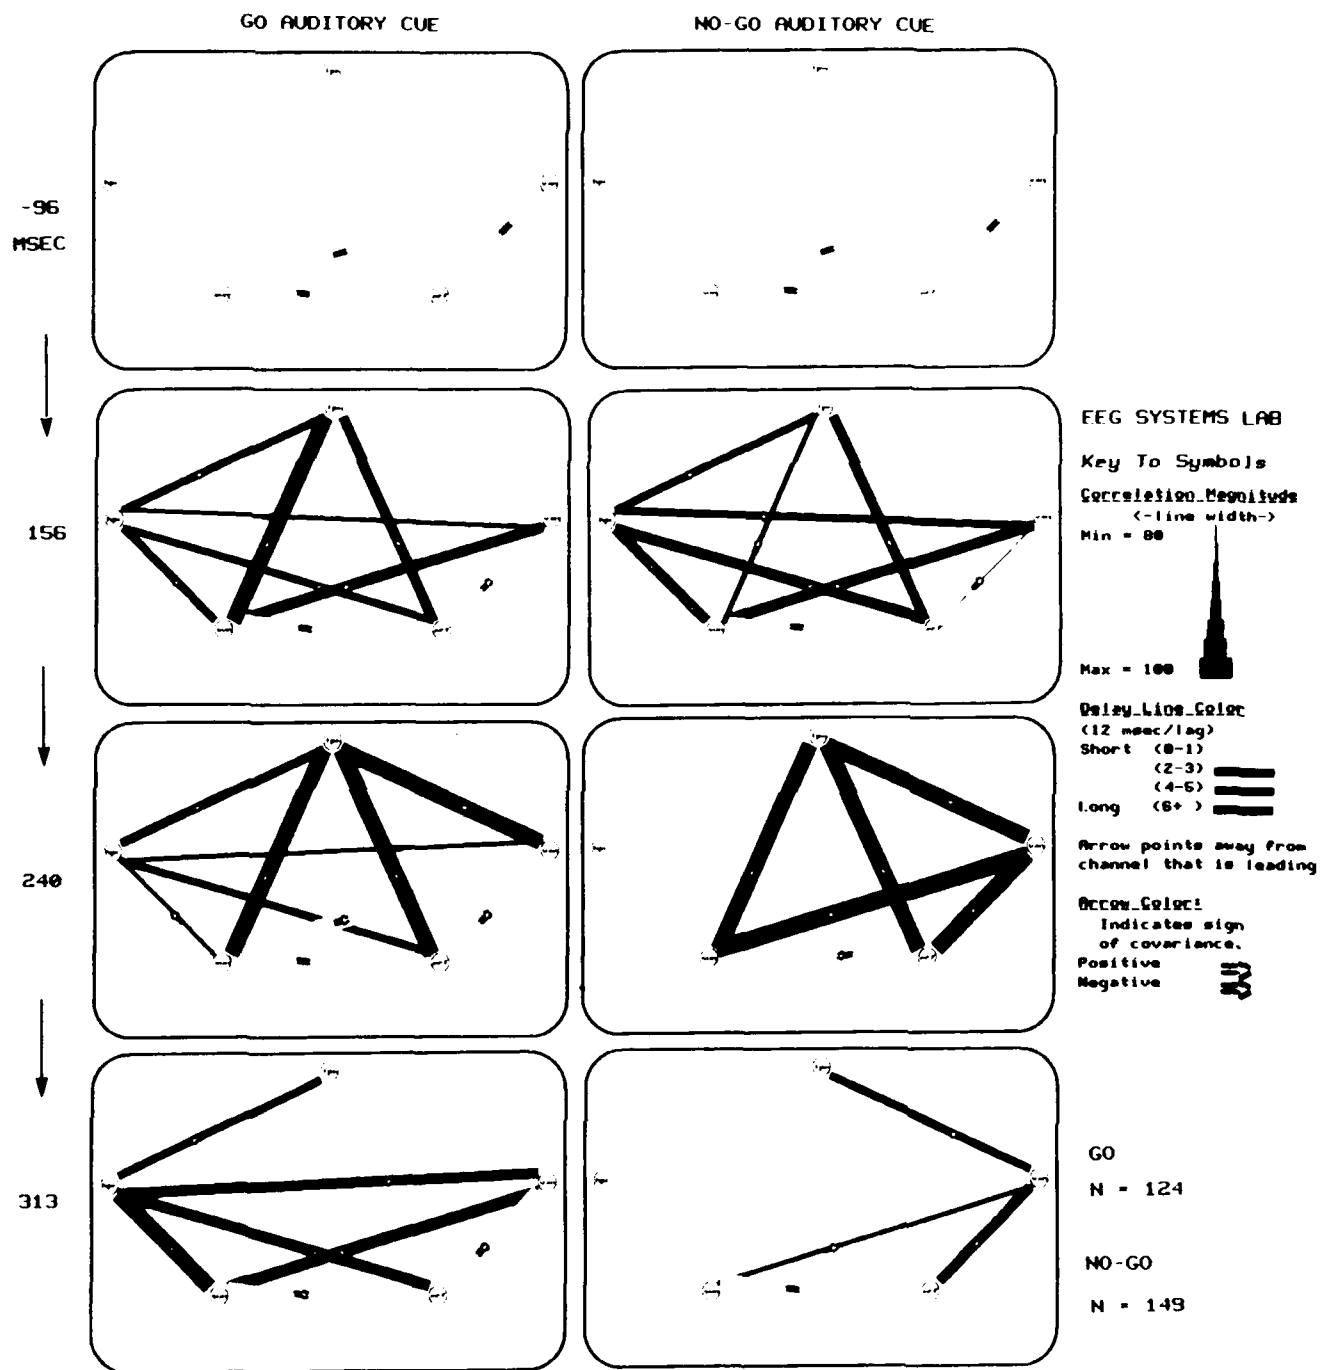 GO AUDITORY CUE
NO-GO AUDITORY CUE
-96
MSEC
156
240
313
EEG SYSTEMS LAB
Key To Symbols
Correlation Magnitude
(-line width-)
Min = 80
Max = 100
Delay Line Color
(12 msec/lag)
Short (0-1)
(2-3)
(4-5)
Long (6+ )
Arrow points away from
channel that is leading
Arrow Color:
Indicates sign
of covariance.
Positive
Negative
GO
N = 124
NO-GO
N = 149